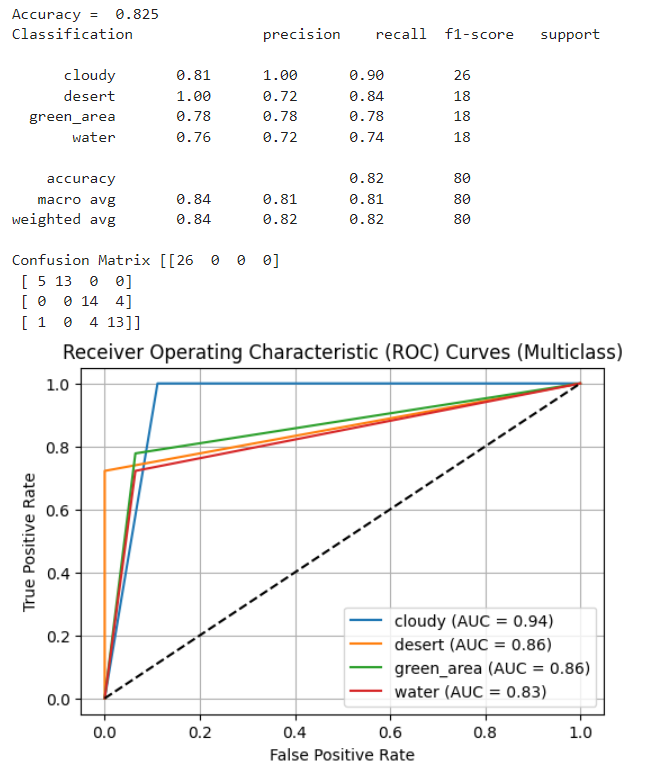 Accuracy =  0.825
Classification               precision    recall  f1-score   support

      cloudy       0.81      1.00      0.90        26
      desert       1.00      0.72      0.84        18
  green_area       0.78      0.78      0.78        18
       water       0.76      0.72      0.74        18

    accuracy                           0.82        80
   macro avg       0.84      0.81      0.81        80
weighted avg       0.84      0.82      0.82        80

Confusion Matrix [[26  0  0  0]
 [ 5 13  0  0]
 [ 0  0 14  4]
 [ 1  0  4 13]]
Receiver Operating Characteristic (ROC) Curves (Multiclass)
1.0
0.8
0.6
0.4
0.2
0.0
True Positive Rate
cloudy (AUC = 0.94)
desert (AUC = 0.86)
green_area (AUC = 0.86)
water (AUC = 0.83)
0.0 0.2 0.4 0.6 0.8 1.0
False Positive Rate